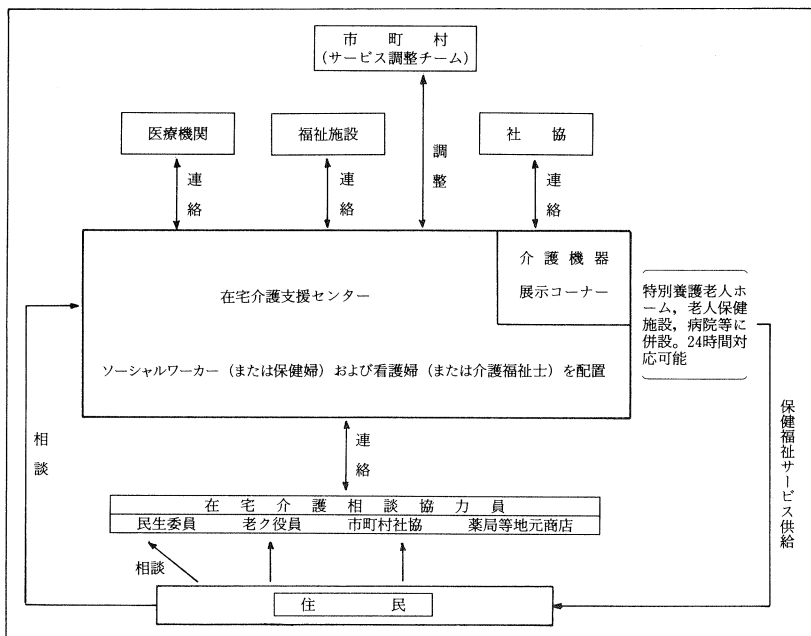 市町村
(サービス調整チーム)
医療機関
福祉施設
社協
連絡
連絡
調整
連絡
介護機器
展示コーナー
在宅介護支援センター
ソーシャルワーカー(または保健婦)および看護婦(または介護福祉士)を配置
特別養護老人ホ
ーム,老人保健
施設,病院等に
併設。24時間対
応可能
相談
連絡
保健福祉サービス供給
在宅介護相談協力員
民生委員 老ク役員 市町村社協 薬局等地元商店
相談
住民